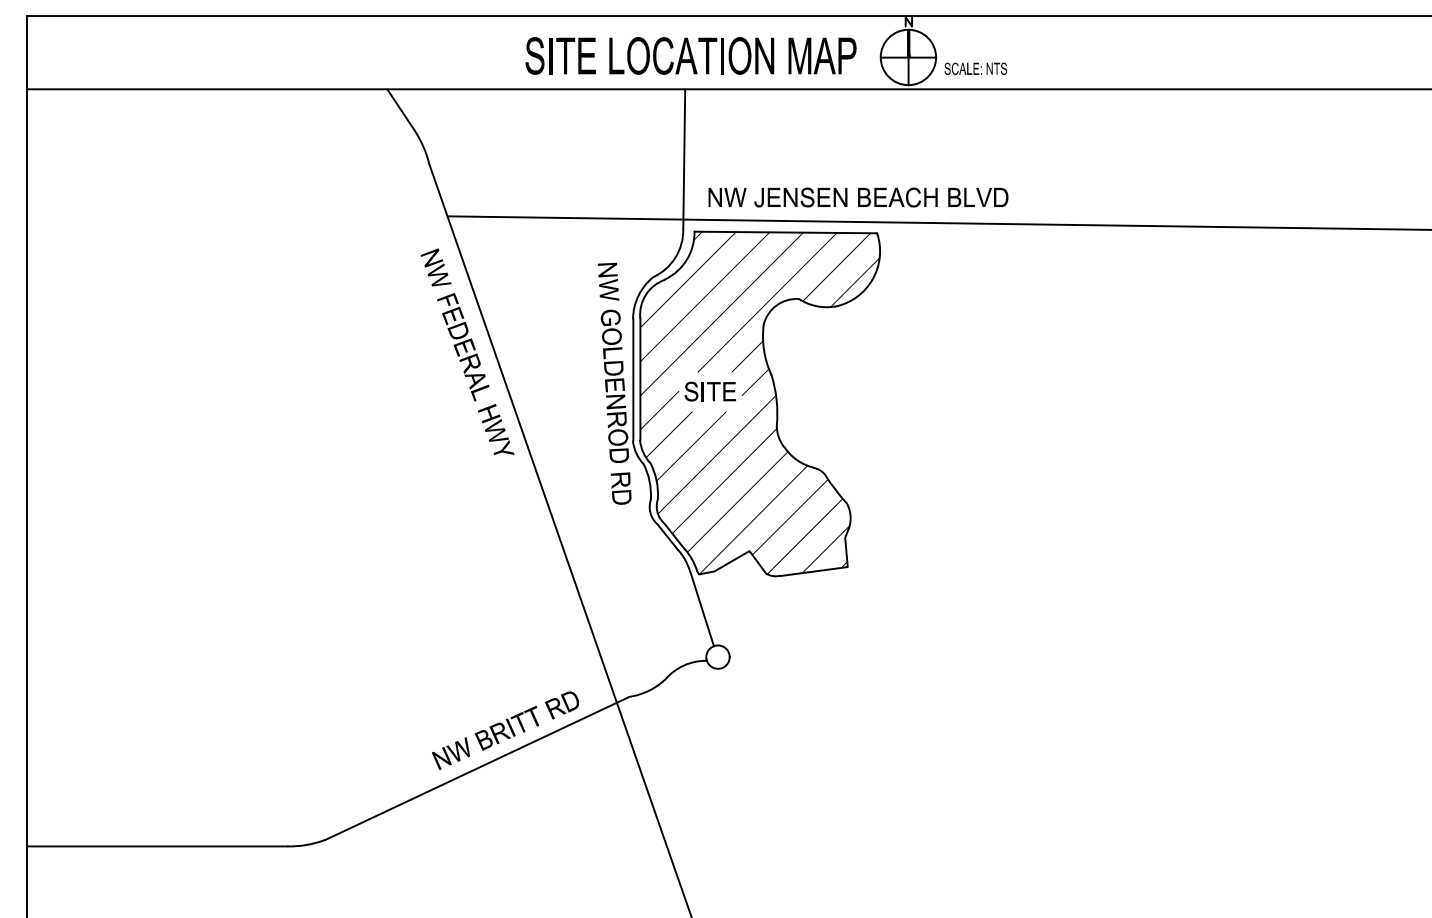 N
SITE LOCATION MAP
SCALE: NTS
NW JENSEN BEACH BLVD
NW FEDERAL HWY
NW GOLDENROD RD
SITE
NW BRITT RD